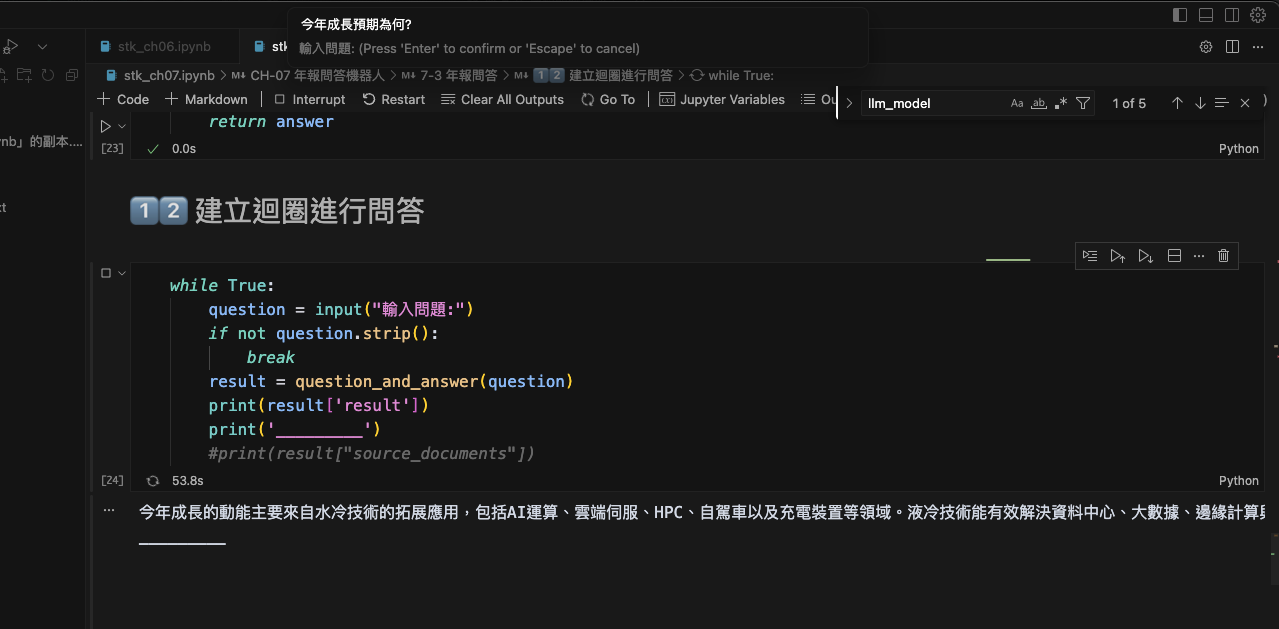 今年成長預期為何?
輸入問題: (Press 'Enter' to confirm or 'Escape' to cancel)
stk_ch06.ipynb
stk
stk_ch07.ipynb > M↓ CH-07 年報問答機器人 > M↓ 7-3 年報問答 > M↓ 1️⃣2️⃣ 建立迴圈進行問答 > while True:
+ Code + Markdown | Interrupt Restart Clear All Outputs Go To | Jupyter Variables Ou
llm_model Aa ab .* 1 of 5
return answer
nb」的副本....
[23] ✓ 0.0s Python
xt
1️⃣2️⃣ 建立迴圈進行問答
while True:
question = input("輸入問題:")
if not question.strip():
break
result = question_and_answer(question)
print(result['result'])
print('_________')
#print(result["source_documents"])
[24] 53.8s Python
今年成長的動能主要來自水冷技術的拓展應用，包括AI運算、雲端伺服、HPC、自駕車以及充電裝置等領域。液冷技術能有效解決資料中心、大數據、邊緣計算
_________